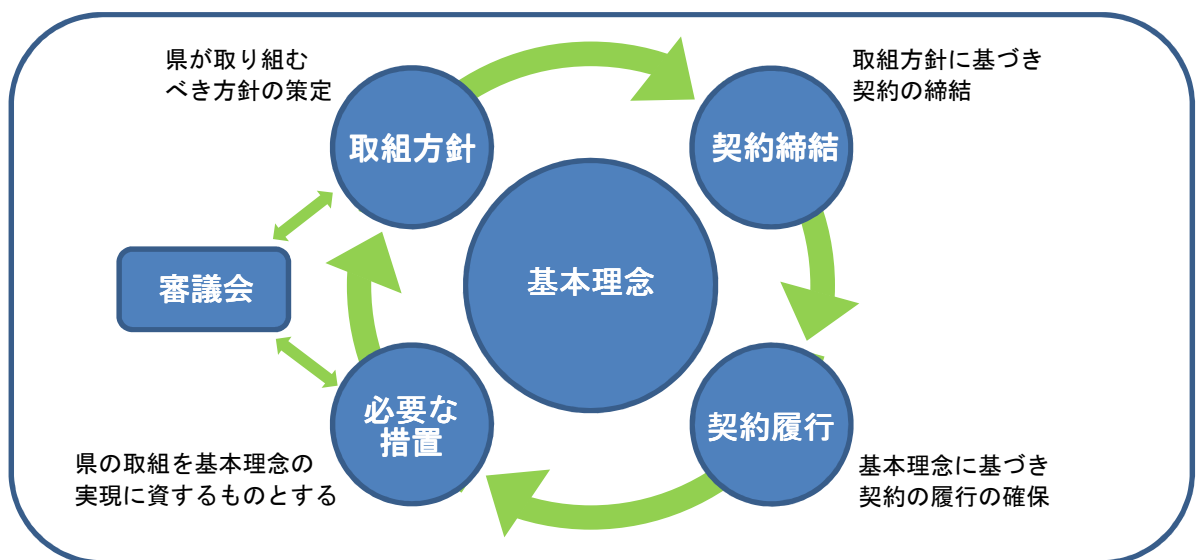 県が取り組む
べき方針の策定
取組方針
取組方針に基づき
契約の締結
契約締結
審議会
基本理念
必要な
措置
県の取組を基本理念の
実現に資するものとする
契約履行
基本理念に基づき
契約の履行の確保